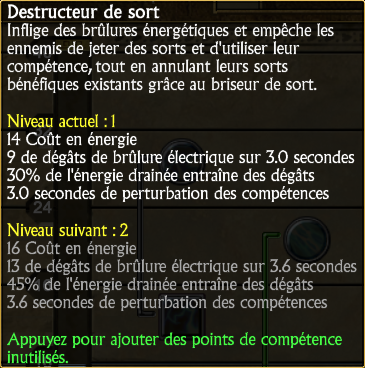 Destructeur de sort
Inflige des brûlures énergétiques et empêche les
ennemis de jeter des sorts et d'utiliser leur
compétence, tout en annulant leurs sorts
bénéfiques existants grâce au briseur de sort.
Niveau actuel : 1
14 Coût en énergie
9 de dégâts de brûlure électrique sur 3.0 secondes
30% de l'énergie drainée entraîne des dégâts
3.0 secondes de perturbation des compétences
24
Niveau suivant : 2
16 Coût en énergie
13 de dégâts de brûlure électrique sur 3.6 secondes
45% de l'énergie drainée entraîne des dégâts
3.6 secondes de perturbation des compétences
Appuyez pour ajouter des points de compétence
inutilisés.